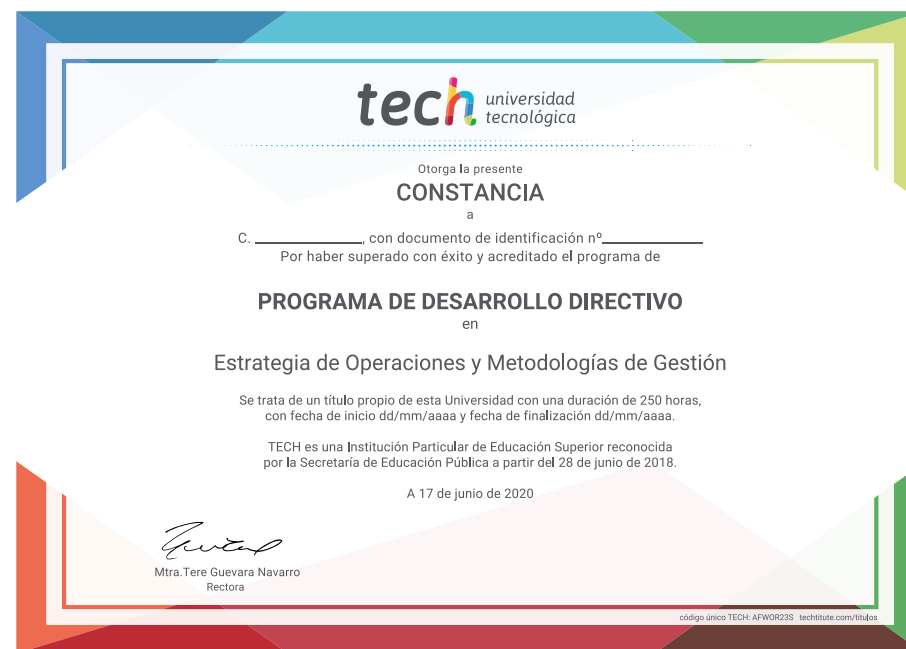 tech universidad
tecnológica
Otorga la presente
CONSTANCIA
a
C. ____________, con documento de identificación nº____________
Por haber superado con éxito y acreditado el programa de
PROGRAMA DE DESARROLLO DIRECTIVO
en
Estrategia de Operaciones y Metodologías de Gestión
Se trata de un título propio de esta Universidad con una duración de 250 horas,
con fecha de inicio dd/mm/aaaa y fecha de finalización dd/mm/aaaa.
TECH es una Institución Particular de Educación Superior reconocida
por la Secretaría de Educación Pública a partir del 28 de junio de 2018.
A 17 de junio de 2020
Mtra.Tere Guevara Navarro
Rectora
código único TECH: AFWOR23S techtitute.com/titulos